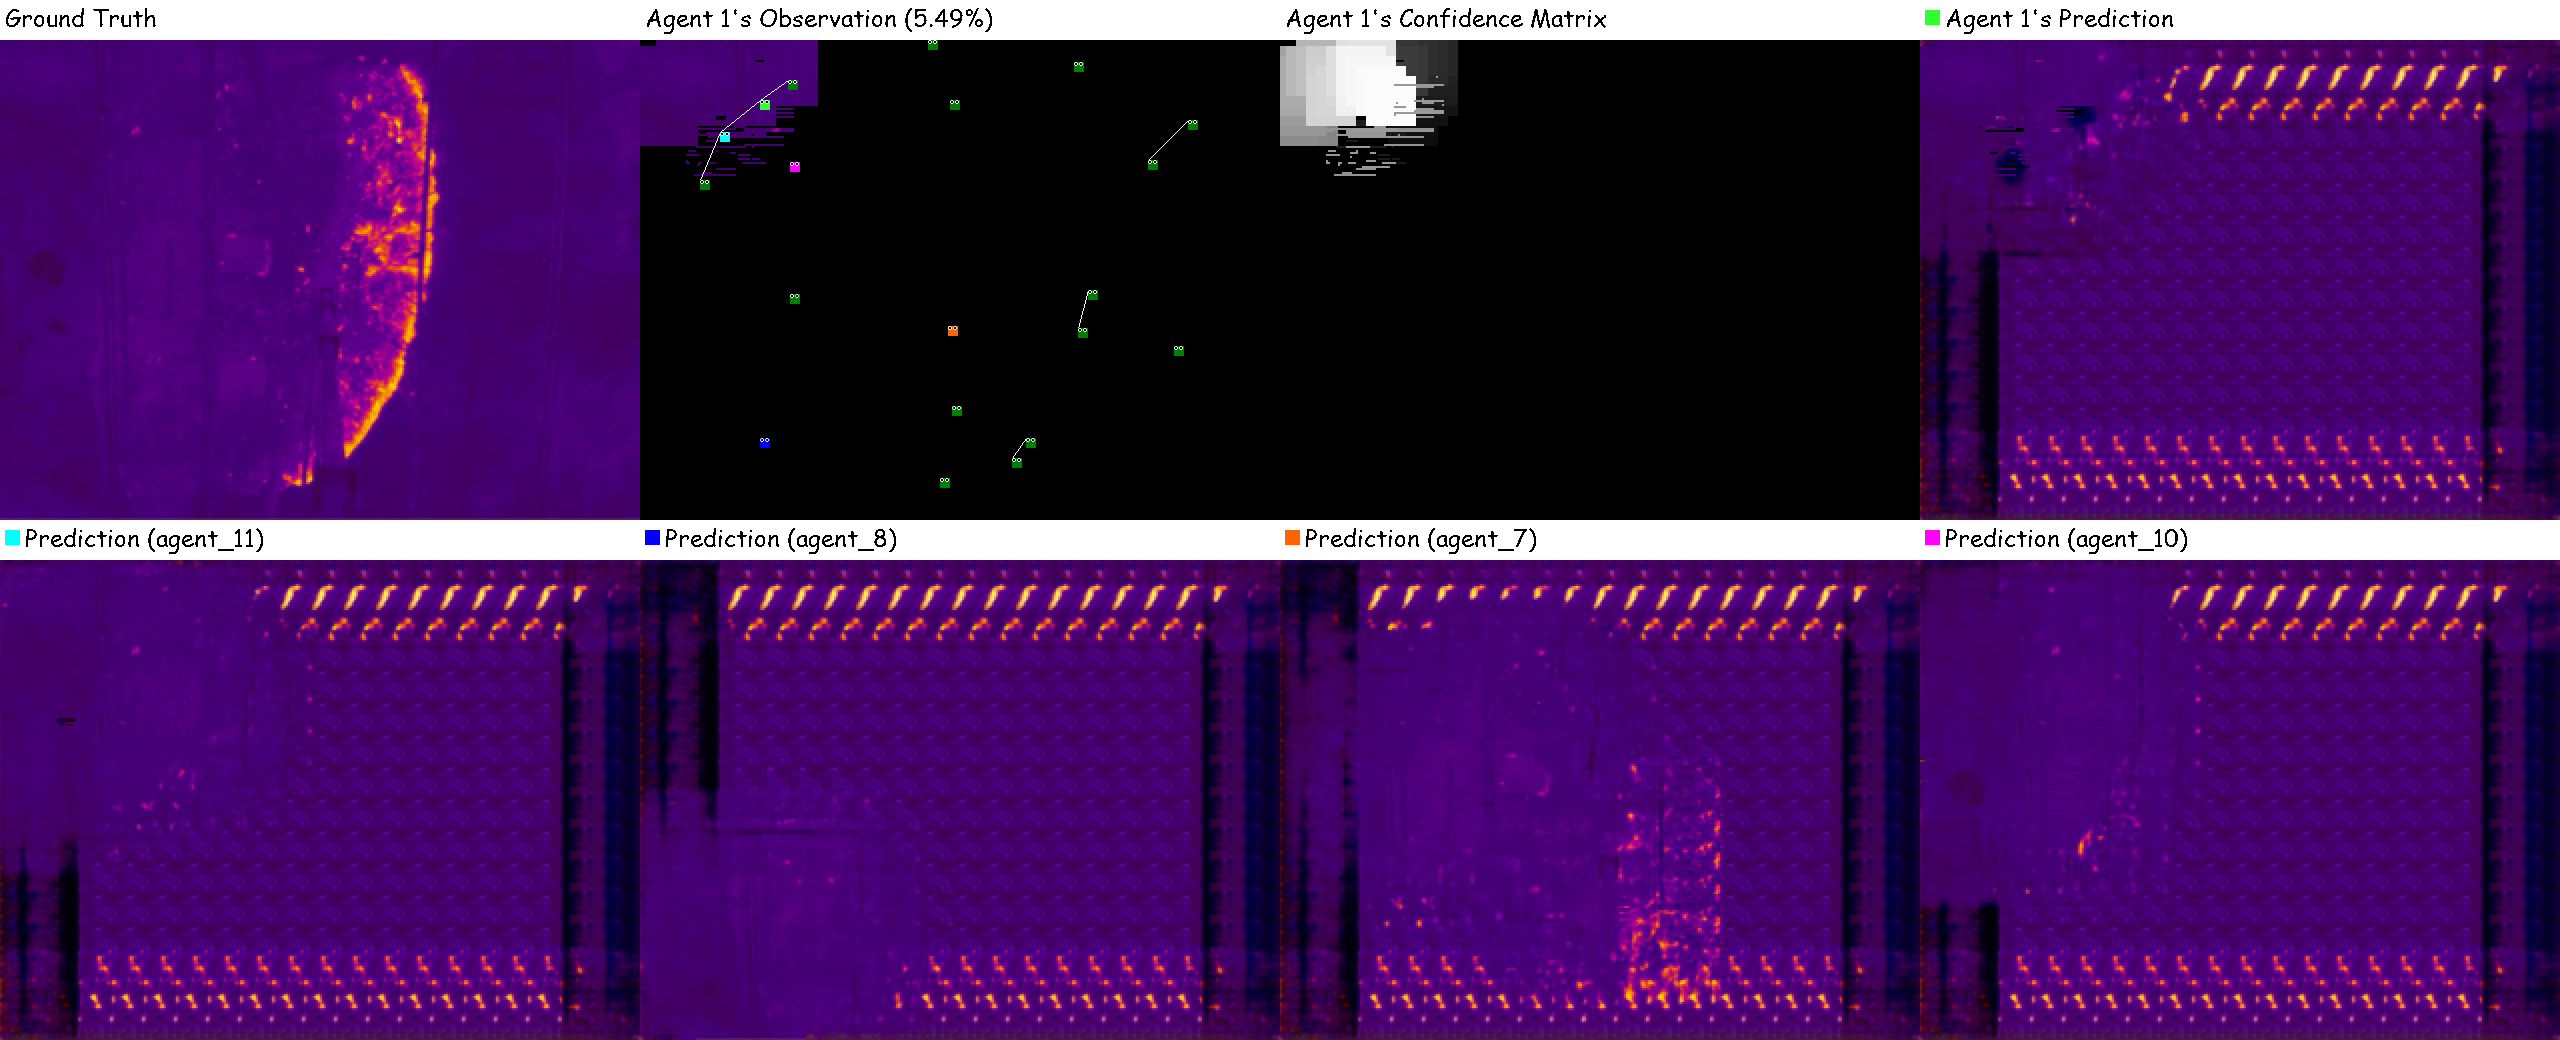 Ground Truth
Agent 1's Observation (5.49%)
Agent 1's Confidence Matrix
Agent 1's Prediction
Prediction (agent_11)
Prediction (agent_8)
Prediction (agent_7)
Prediction (agent_10)